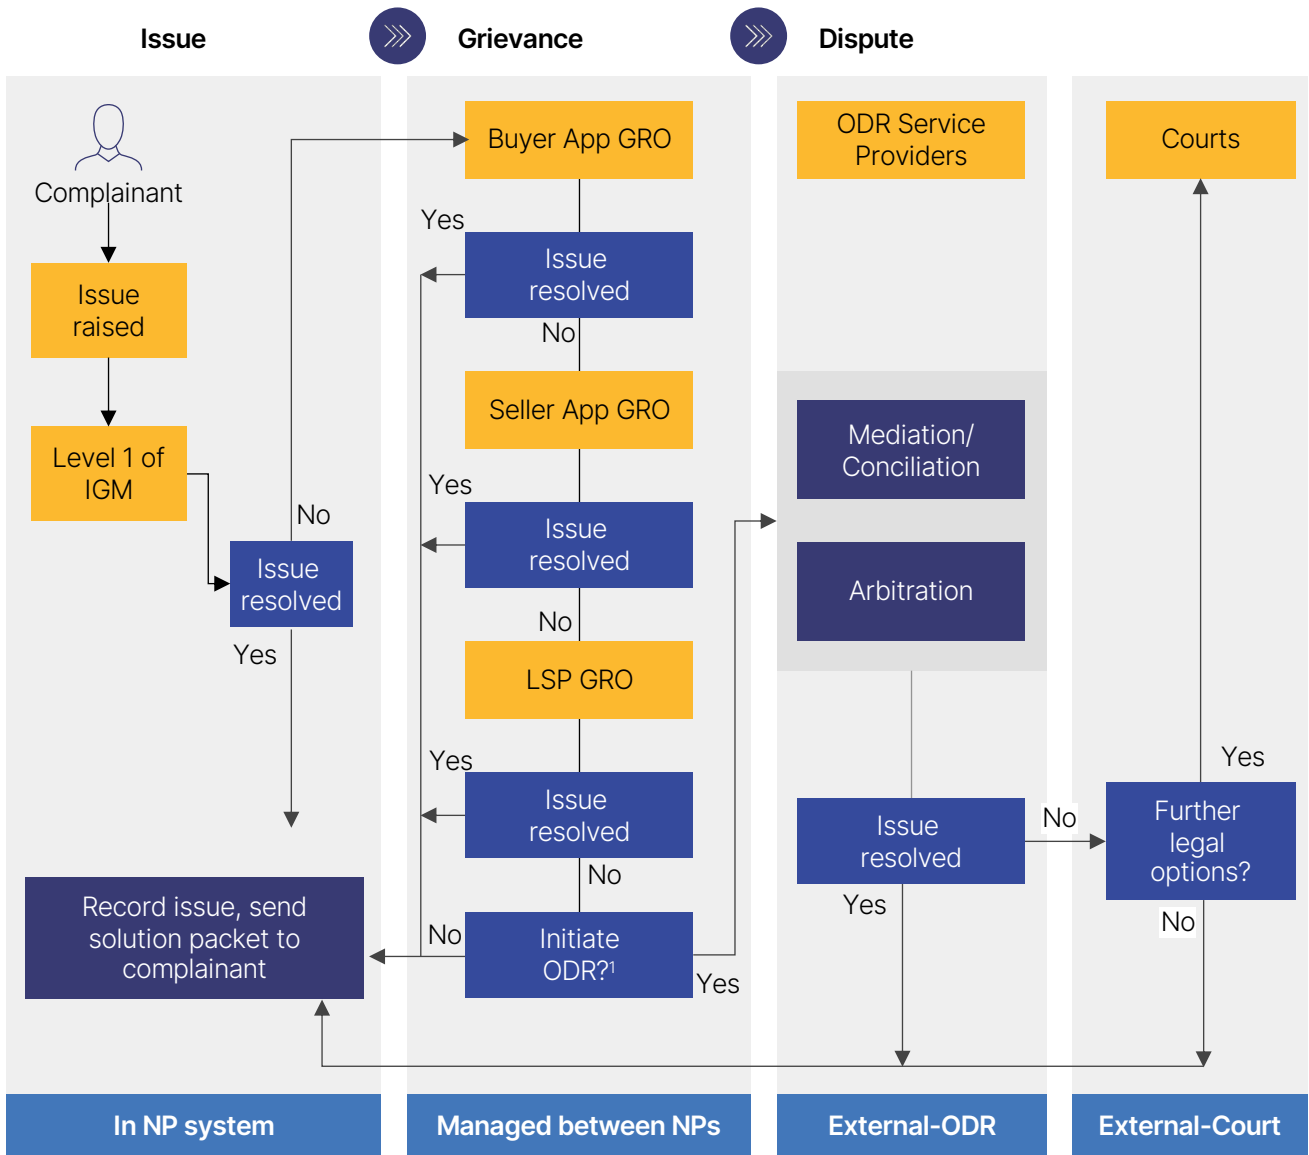 Issue
Grievance
Dispute
Complainant
Issue
raised
Level 1 of
IGM
No
Issue
resolved
Yes
Record issue, send
solution packet to
complainant
In NP system
Buyer App GRO
Yes
Issue
resolved
No
Seller App GRO
Yes
Issue
resolved
No
LSP GRO
Yes
Issue
resolved
No
No
Initiate
ODR?¹
Yes
Managed between NPs
ODR Service
Providers
Mediation/
Conciliation
Arbitration
Issue
resolved
No
Yes
External-ODR
Courts
Yes
Further
legal
options?
No
External-Court